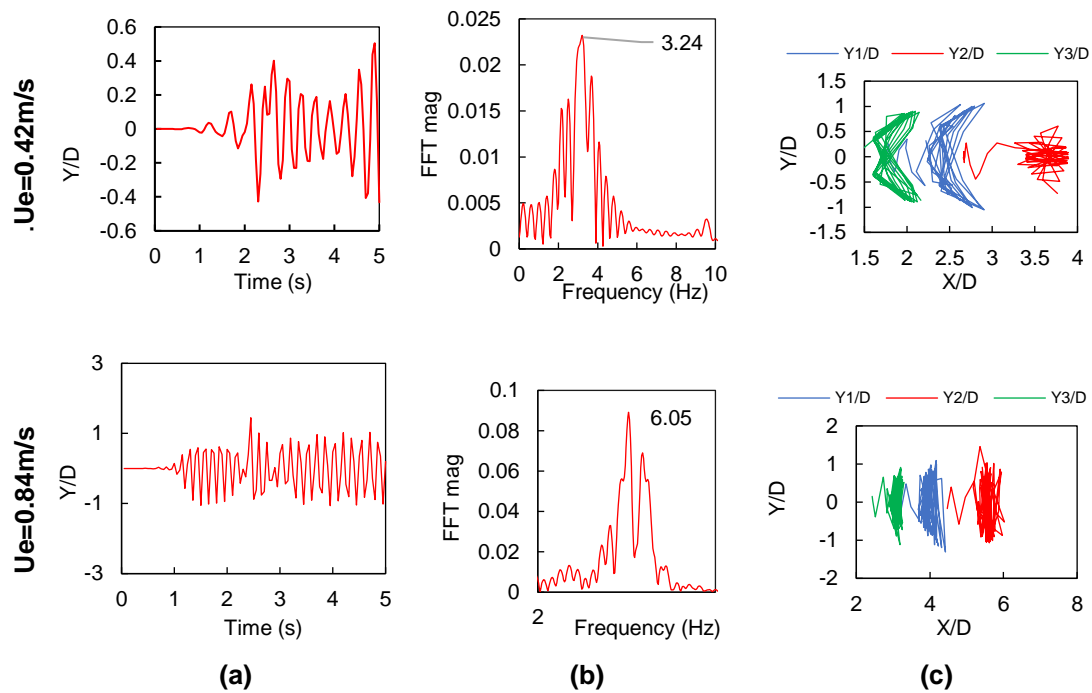 .Ue=0.42m/s
Y/D
0.6
0.4
0.2
0
-0.2
-0.4
-0.6
0 1 2 3 4 5
Time (s)
FFT mag
0.025
0.02
0.015
0.01
0.005
0
3.24
0 2 4 6 8 10
Frequency (Hz)
Y1/D Y2/D Y3/D
Y/D
1.5
1
0.5
0
-0.5
-1
-1.5
1.5 2 2.5 3 3.5 4
X/D
Ue=0.84m/s
Y/D
3
1
-1
-3
0 1 2 3 4 5
Time (s)
FFT mag
0.1
0.08
0.06
0.04
0.02
0
6.05
2
Frequency (Hz)
Y1/D Y2/D Y3/D
Y/D
2
1
0
-1
-2
2 4 6 8
X/D
(a) (b) (c)